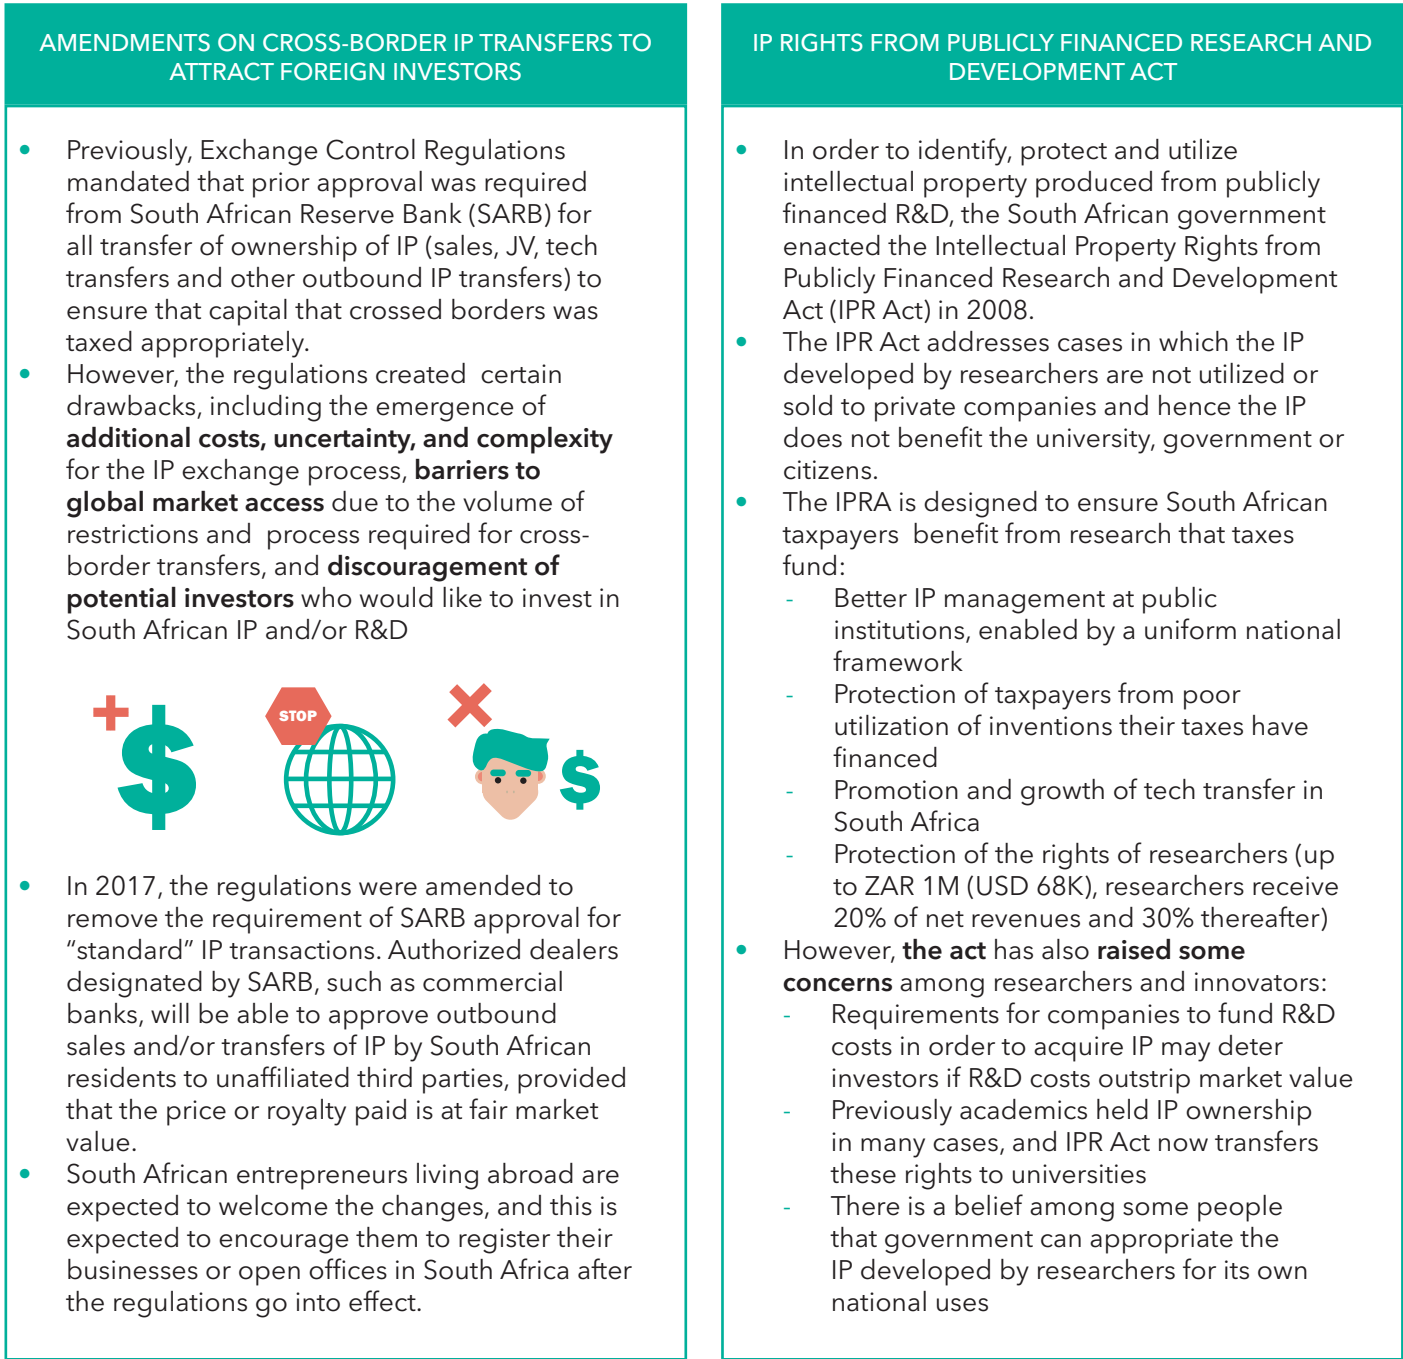 AMENDMENTS ON CROSS-BORDER IP TRANSFERS TO
ATTRACT FOREIGN INVESTORS
• Previously, Exchange Control Regulations
mandated that prior approval was required
from South African Reserve Bank (SARB) for
all transfer of ownership of IP (sales, JV, tech
transfers and other outbound IP transfers) to
ensure that capital that crossed borders was
taxed appropriately.
• However, the regulations created certain
drawbacks, including the emergence of
additional costs, uncertainty, and complexity
for the IP exchange process, barriers to
global market access due to the volume of
restrictions and process required for cross-
border transfers, and discouragement of
potential investors who would like to invest in
South African IP and/or R&D
+
$
STOP
$
• In 2017, the regulations were amended to
remove the requirement of SARB approval for
“standard” IP transactions. Authorized dealers
designated by SARB, such as commercial
banks, will be able to approve outbound
sales and/or transfers of IP by South African
residents to unaffiliated third parties, provided
that the price or royalty paid is at fair market
value.
• South African entrepreneurs living abroad are
expected to welcome the changes, and this is
expected to encourage them to register their
businesses or open offices in South Africa after
the regulations go into effect.
IP RIGHTS FROM PUBLICLY FINANCED RESEARCH AND
DEVELOPMENT ACT
• In order to identify, protect and utilize
intellectual property produced from publicly
financed R&D, the South African government
enacted the Intellectual Property Rights from
Publicly Financed Research and Development
Act (IPR Act) in 2008.
• The IPR Act addresses cases in which the IP
developed by researchers are not utilized or
sold to private companies and hence the IP
does not benefit the university, government or
citizens.
• The IPRA is designed to ensure South African
taxpayers benefit from research that taxes
fund:
- Better IP management at public
institutions, enabled by a uniform national
framework
- Protection of taxpayers from poor
utilization of inventions their taxes have
financed
- Promotion and growth of tech transfer in
South Africa
- Protection of the rights of researchers (up
to ZAR 1M (USD 68K), researchers receive
20% of net revenues and 30% thereafter)
• However, the act has also raised some
concerns among researchers and innovators:
- Requirements for companies to fund R&D
costs in order to acquire IP may deter
investors if R&D costs outstrip market value
- Previously academics held IP ownership
in many cases, and IPR Act now transfers
these rights to universities
- There is a belief among some people
that government can appropriate the
IP developed by researchers for its own
national uses